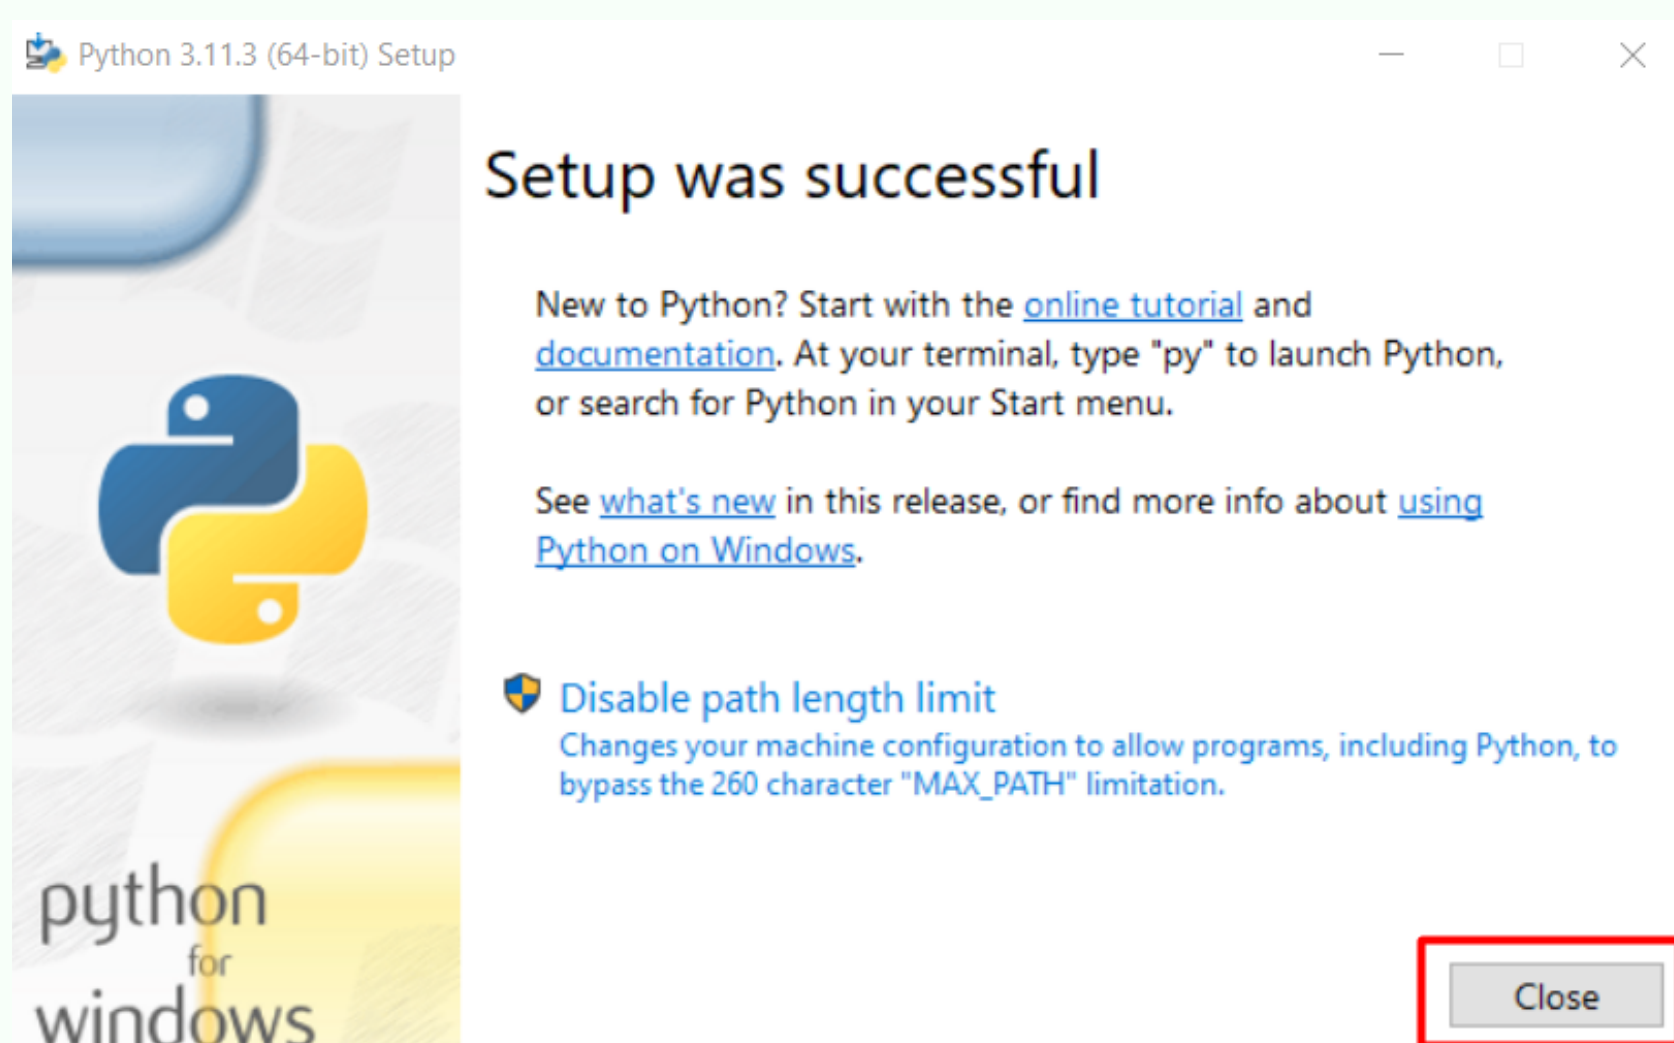 Python 3.11.3 (64-bit) Setup
Setup was successful
New to Python? Start with the online tutorial and
documentation. At your terminal, type "py" to launch Python,
or search for Python in your Start menu.
See what's new in this release, or find more info about using
Python on Windows.
Disable path length limit
Changes your machine configuration to allow programs, including Python, to
bypass the 260 character "MAX_PATH" limitation.
python
for
windows
Close